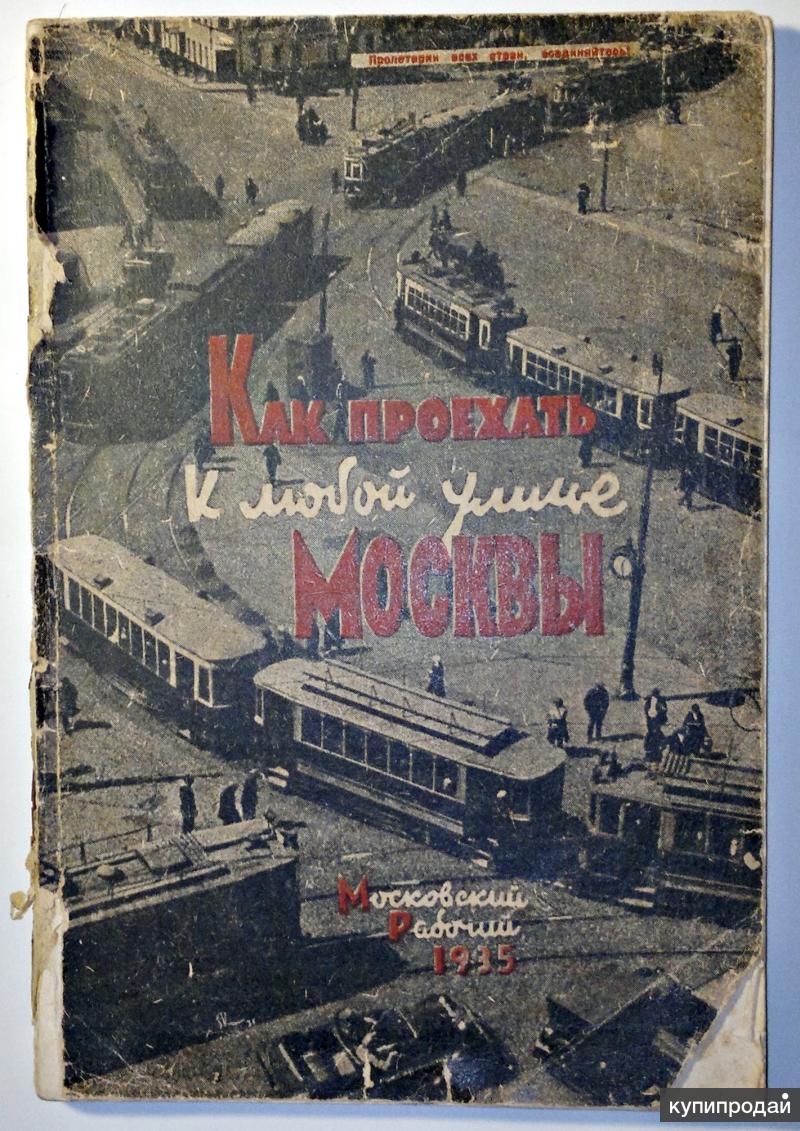 Пролетарии всех стран, соединяйтесь!
Как проехать
к любой улице
Москвы
Московский
Рабочий
1935
купипродай